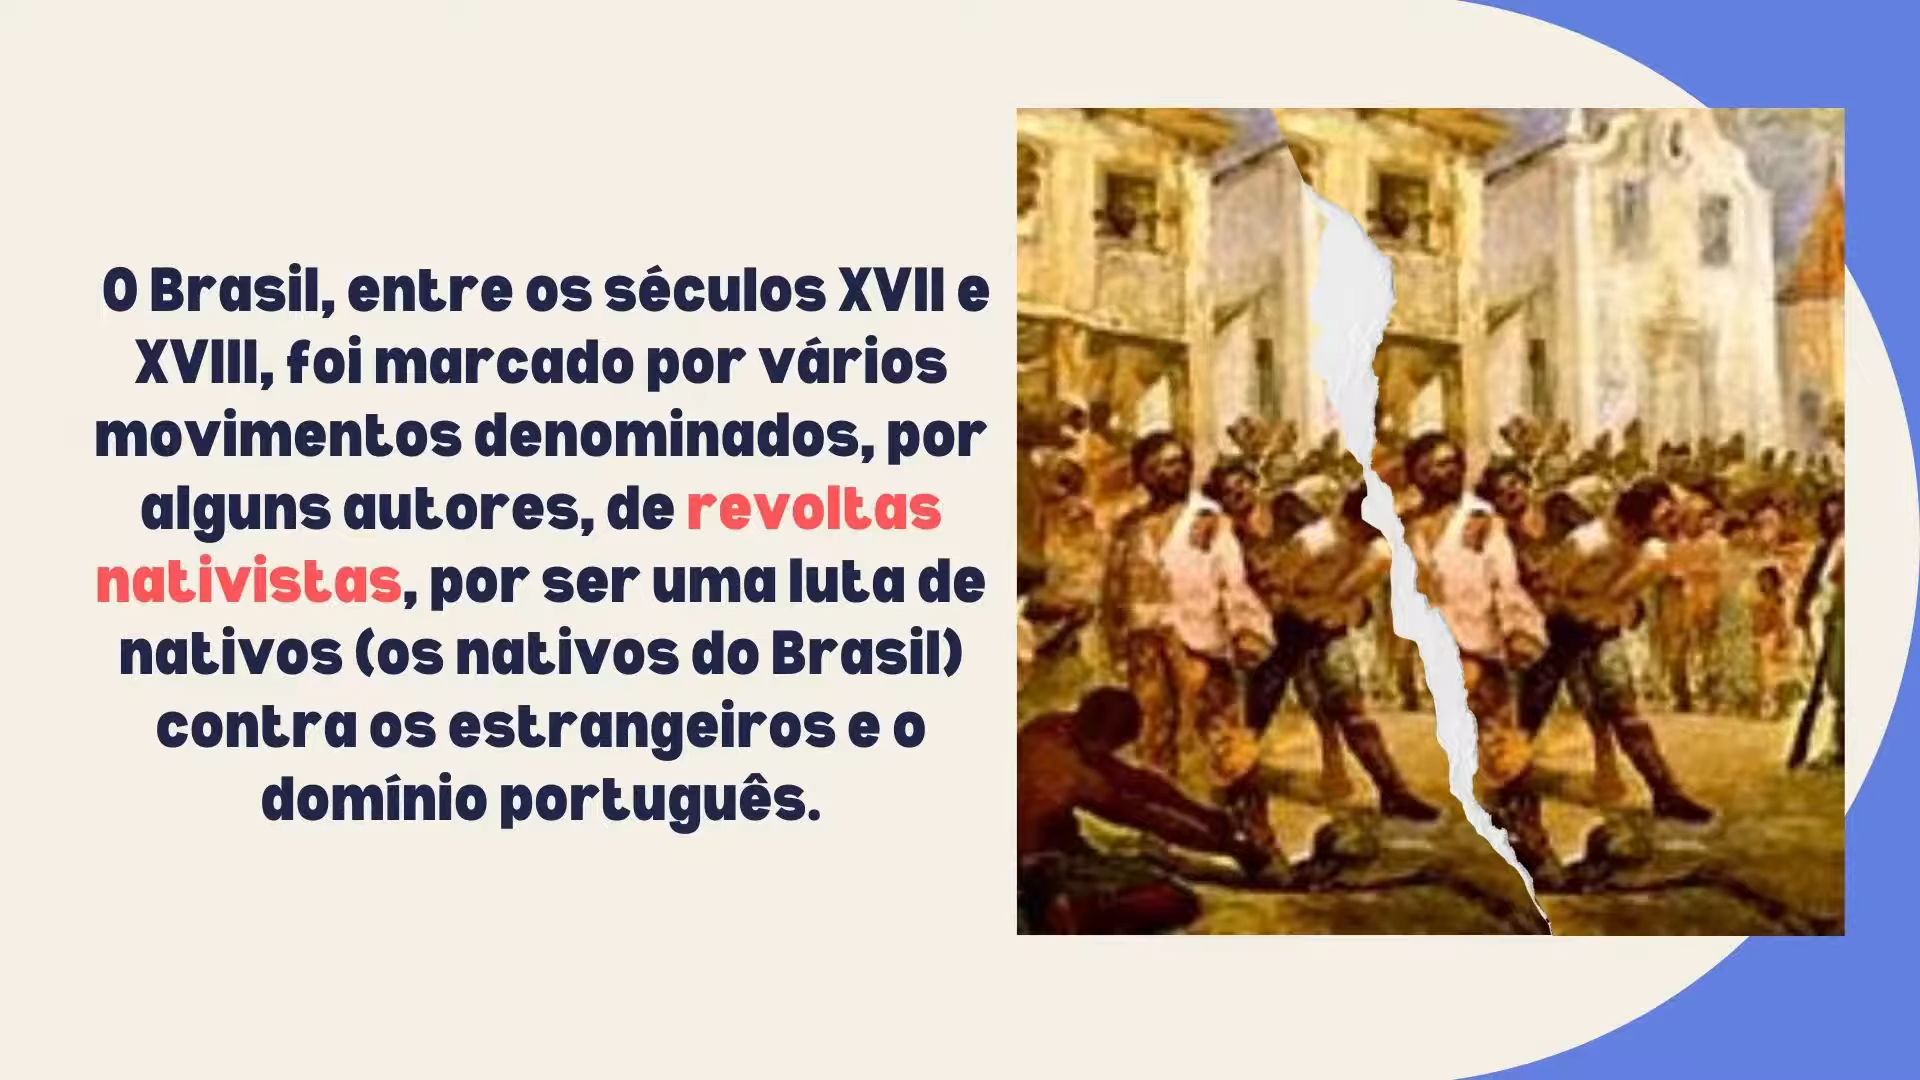 O Brasil, entre os séculos XVII e
XVIII, foi marcado por vários
movimentos denominados, por
alguns autores, de revoltas
nativistas, por ser uma luta de
nativos (os nativos do Brasil)
contra os estrangeiros e o
domínio português.